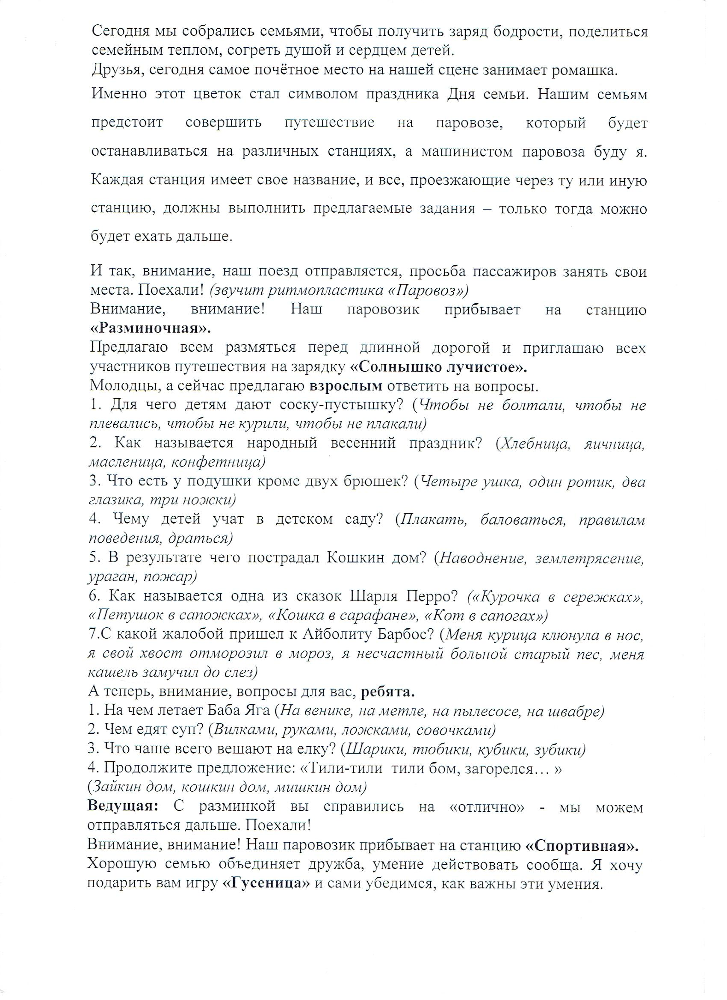 Сегодня мы собрались семьями, чтобы получить заряд бодрости, поделиться
семейным теплом, согреть душой и сердцем детей.
Друзья, сегодня самое почётное место на нашей сцене занимает ромашка.
Именно этот цветок стал символом праздника Дня семьи. Нашим семьям
предстоит совершить путешествие на паровозе, который будет
останавливаться на различных станциях, а машинистом паровоза буду я.
Каждая станция имеет свое название, и все, проезжающие через ту или иную
станцию, должны выполнить предлагаемые задания – только тогда можно
будет ехать дальше.
И так, внимание, наш поезд отправляется, просьба пассажиров занять свои
места. Поехали! (звучит ритмопластика «Паровоз»)
Внимание, внимание! Наш паровозик прибывает на станцию
«Разминочная».
Предлагаю всем размяться перед длинной дорогой и приглашаю всех
участников путешествия на зарядку «Солнышко лучистое».
Молодцы, а сейчас предлагаю взрослым ответить на вопросы.
1. Для чего детям дают соску-пустышку? (Чтобы не болтали, чтобы не
плевались, чтобы не курили, чтобы не плакали)
2. Как называется народный весенний праздник? (Хлебница, яичница,
масленица, конфетница)
3. Что есть у подушки кроме двух брюшек? (Четыре ушка, один ротик, два
глазика, три ножки)
4. Чему детей учат в детском саду? (Плакать, баловаться, правилам
поведения, драться)
5. В результате чего пострадал Кошкин дом? (Наводнение, землетрясение,
ураган, пожар)
6. Как называется одна из сказок Шарля Перро? («Курочка в сережках»,
«Петушок в сапожках», «Кошка в сарафане», «Кот в сапогах»)
7.С какой жалобой пришел к Айболиту Барбос? (Меня курица клюнула в нос,
я свой хвост отморозил в мороз, я несчастный больной старый пес, меня
кашель замучил до слез)
А теперь, внимание, вопросы для вас, ребята.
1. На чем летает Баба Яга (На венике, на метле, на пылесосе, на швабре)
2. Чем едят суп? (Вилками, руками, ложками, совочками)
3. Что чаше всего вешают на елку? (Шарики, тюбики, кубики, зубики)
4. Продолжите предложение: «Тили-тили тили бом, загорелся… »
(Зайкин дом, кошкин дом, мишкин дом)
Ведущая: С разминкой вы справились на «отлично» - мы можем
отправляться дальше. Поехали!
Внимание, внимание! Наш паровозик прибывает на станцию «Спортивная».
Хорошую семью объединяет дружба, умение действовать сообща. Я хочу
подарить вам игру «Гусеница» и сами убедимся, как важны эти умения.